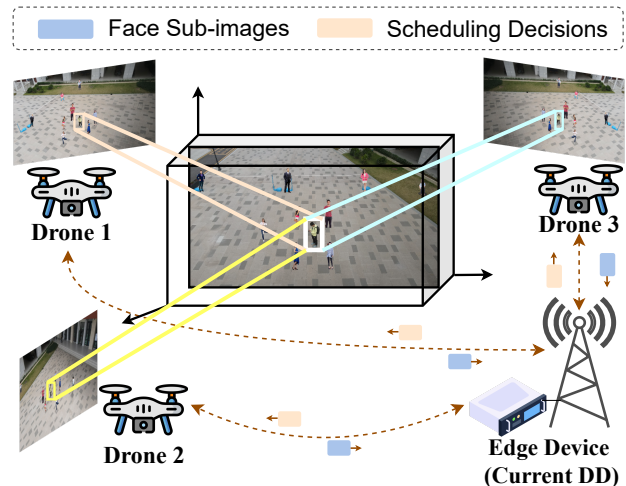 Face Sub-images
Scheduling Decisions
Drone 1
Drone 3
Drone 2
Edge Device
(Current DD)